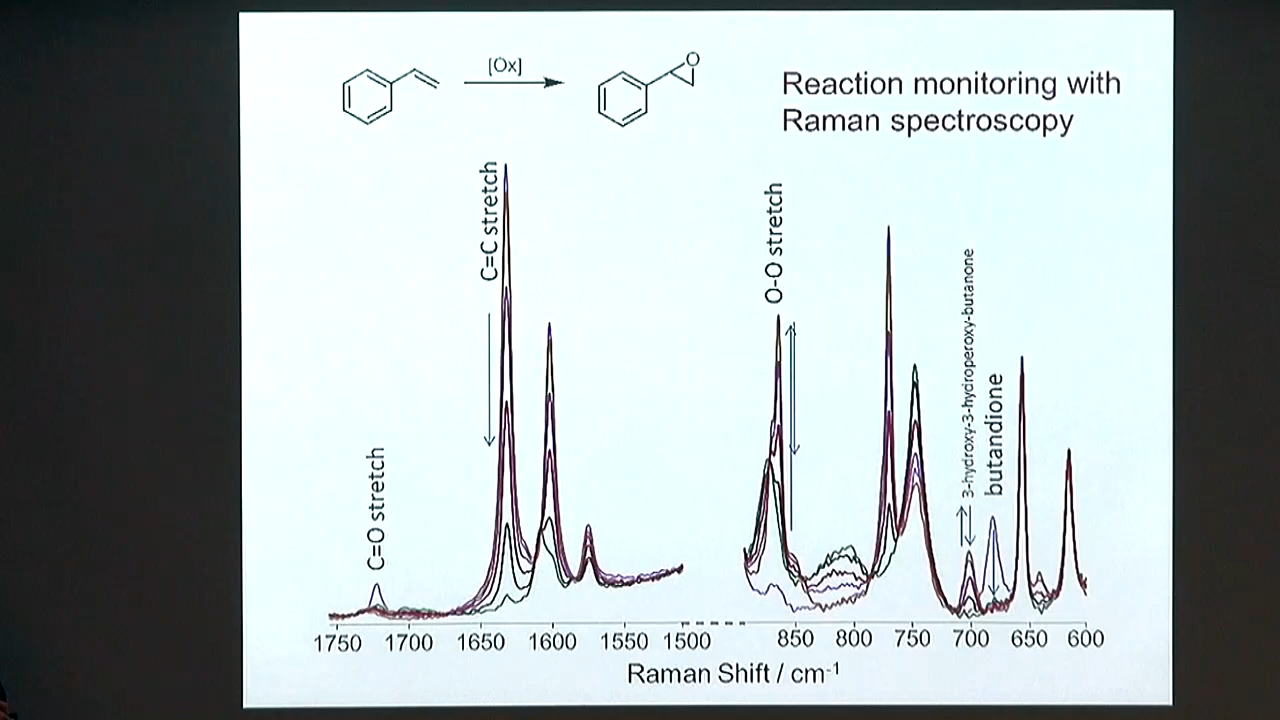 [Ox]
O
Reaction monitoring with
Raman spectroscopy
C=C stretch
C=O stretch
O-O stretch
3-hydroxy-3-hydroperoxy-butanone
butandione
1750 1700 1650 1600 1550 1500 850 800 750 700 650 600
Raman Shift / cm-1